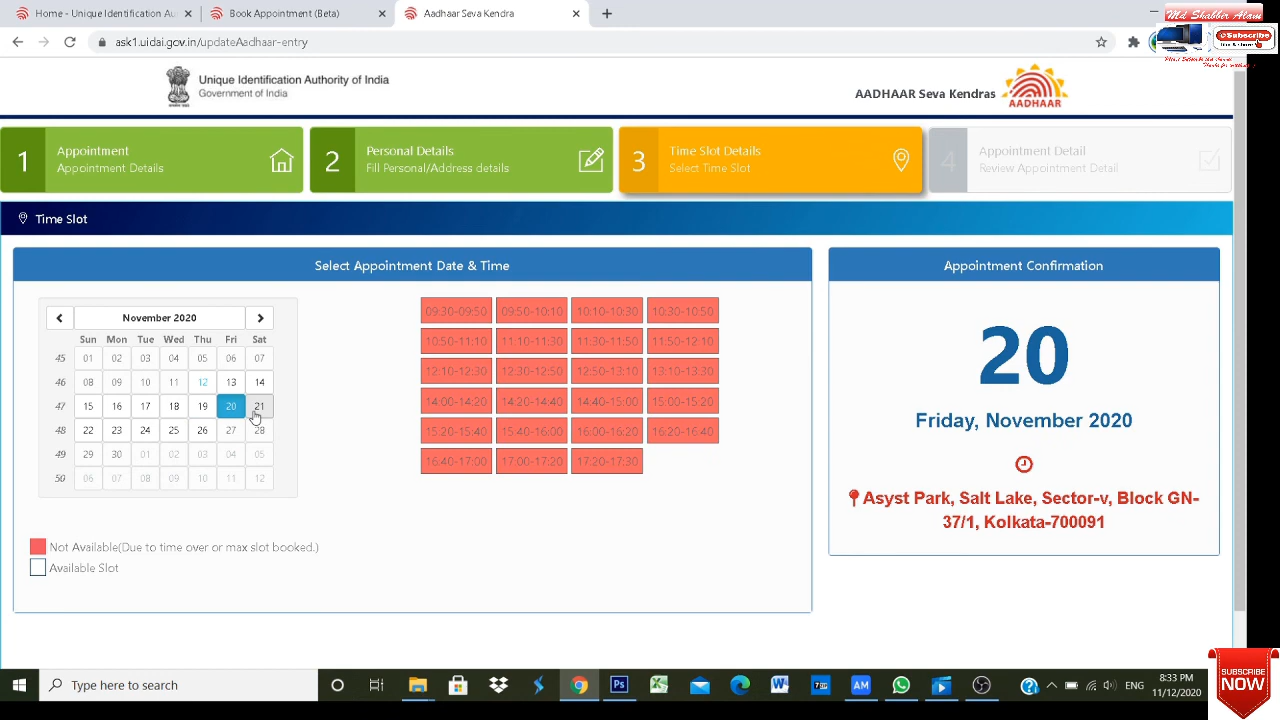 Home - Unique Identification Au
Book Appointment (Beta)
Aadhaar Seva Kendra
Md Shabbir Alam
Subscribe
ask1.uidai.gov.in/updateAadhaar-entry
Unique Identification Authority of India
Government of India
AADHAAR Seva Kendras
AADHAAR
1 Appointment
Appointment Details
2 Personal Details
Fill Personal/Address details
3 Time Slot Details
Select Time Slot
4 Appointment Detail
Review Appointment Detail
Time Slot
Select Appointment Date & Time
November 2020
Sun Mon Tue Wed Thu Fri Sat
45 01 02 03 04 05 06 07
46 08 09 10 11 12 13 14
47 15 16 17 18 19 20 21
48 22 23 24 25 26 27 28
49 29 30 01 02 03 04 05
50 06 07 08 09 10 11 12
09:30-09:50 09:50-10:10 10:10-10:30 10:30-10:50
10:50-11:10 11:10-11:30 11:30-11:50 11:50-12:10
12:10-12:30 12:30-12:50 12:50-13:10 13:10-13:30
14:00-14:20 14:20-14:40 14:40-15:00 15:00-15:20
15:20-15:40 15:40-16:00 16:00-16:20 16:20-16:40
16:40-17:00 17:00-17:20 17:20-17:30
Not Available(Due to time over or max slot booked.)
Available Slot
Appointment Confirmation
20
Friday, November 2020
Asyst Park, Salt Lake, Sector-v, Block GN-
37/1, Kolkata-700091
Type here to search
Ps
AM
ENG
8:33 PM
11/12/2020
SUBSCRIBE
NOW